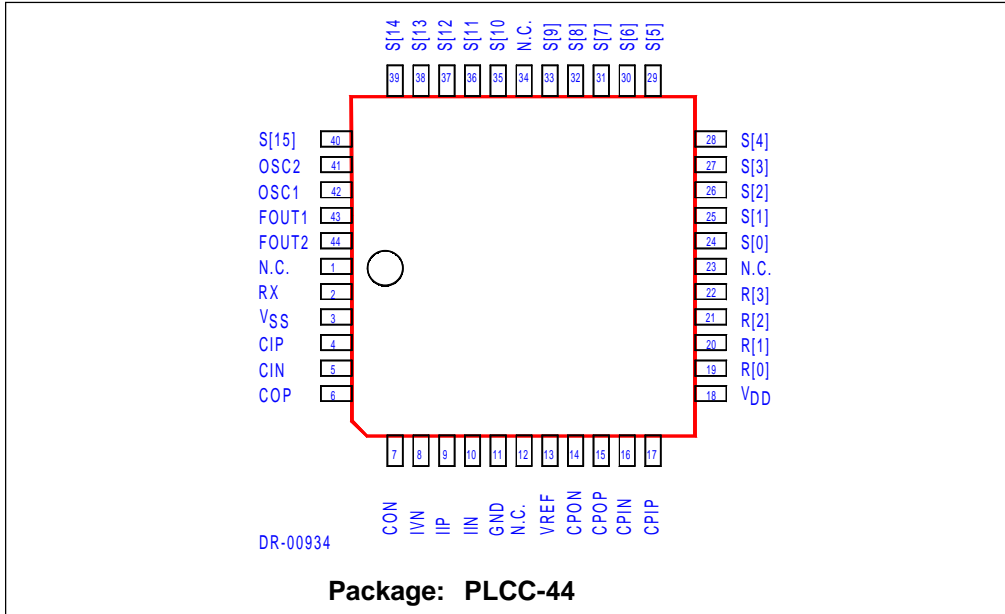 S[14
S[13
S[12
S[11
S[10
N.C.
S[9]
S[8]
S[7]
S[6]
S[5]
39 38 37 36 35 34 33 32 31 30 29
S[15] 40
OSC2 41
OSC1 42
FOUT1 43
FOUT2 44
N.C. 1
RX 2
VSS 3
CIP 4
CIN 5
COP 6
28 S[4]
27 S[3]
26 S[2]
25 S[1]
24 S[0]
23 N.C.
22 R[3]
21 R[2]
20 R[1]
19 R[0]
18 VDD
7 8 9 10 11 12 13 14 15 16 17
CON
IVN
IIP
IIN
GND
N.C.
VREF
CPON
CPOP
CPIN
CPIP
DR-00934
Package: PLCC-44